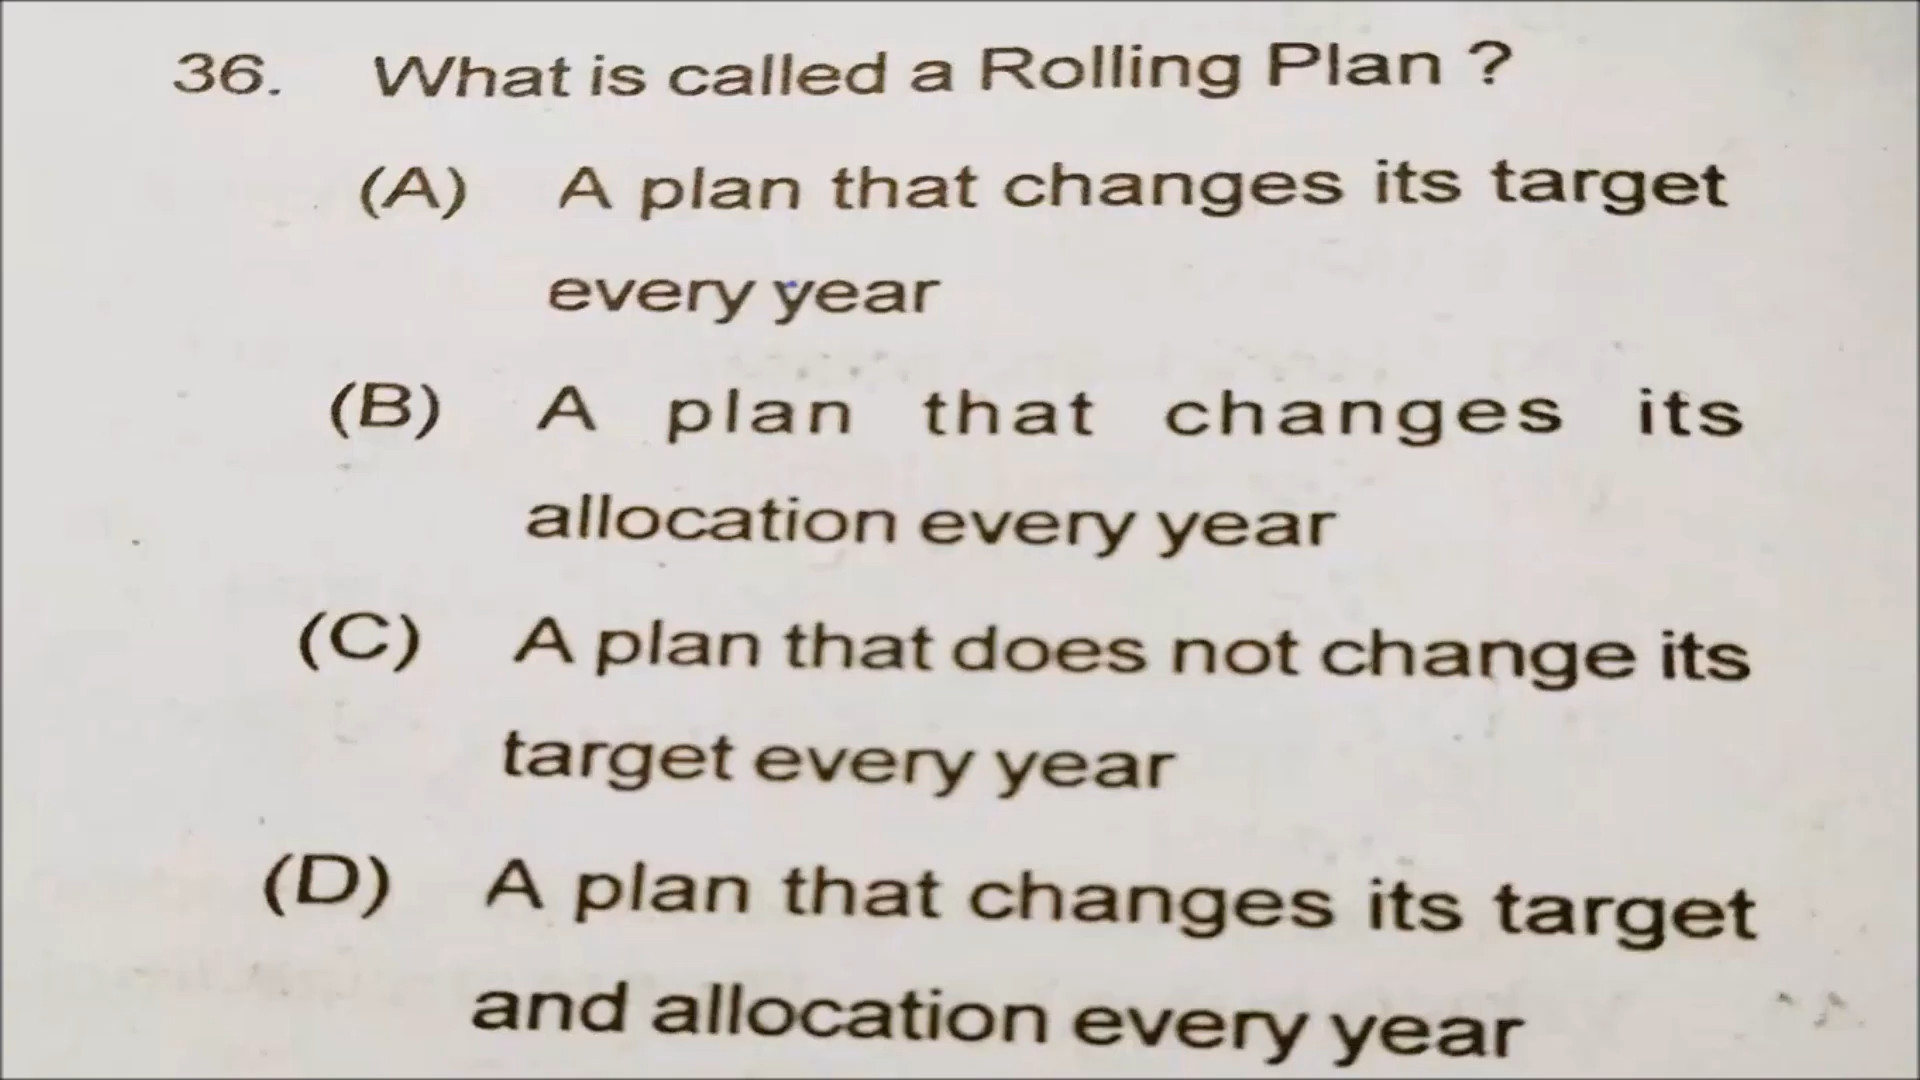 36. What is called a Rolling Plan ?
(A) A plan that changes its target
every year
(B) A plan that changes its
allocation every year
(C) A plan that does not change its
target every year
(D) A plan that changes its target
and allocation every year